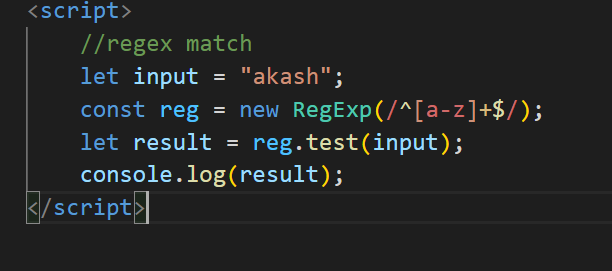 <script>
//regex match
let input = "akash";
const reg = new RegExp(/^[a-z]+$/);
let result = reg.test(input);
console.log(result);
</script>